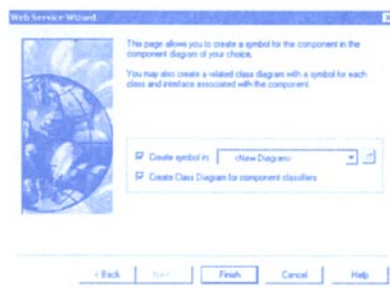 Web Service Wizard
This page allows you to create a symbol for the component in the
component diagram of your choice.
You may also create a related class diagram with a symbol for each
class and interface associated with the component.
Create symbol in: <New Diagram>
Create Class Diagram for component classifiers
< Back Next > Finish Cancel Help